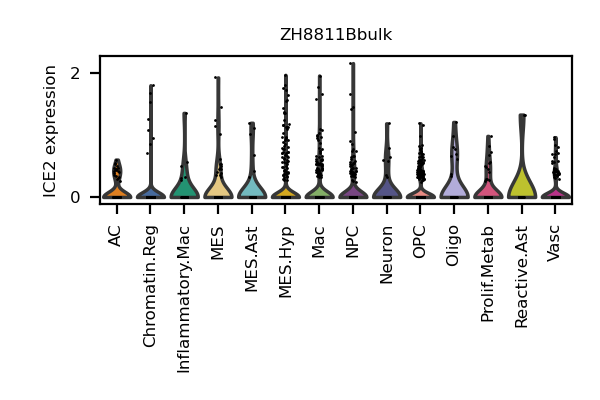 ZH8811Bbulk
ICE2 expression
2
0
AC
Chromatin.Reg
Inflammatory.Mac
MES
MES.Ast
MES.Hyp
Mac
NPC
Neuron
OPC
Oligo
Prolif.Metab
Reactive.Ast
Vasc